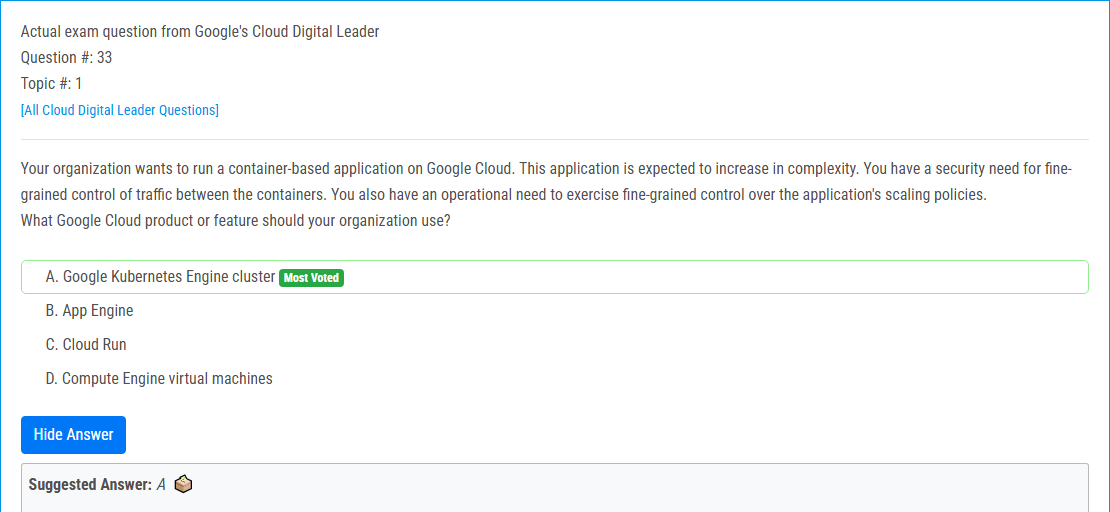 Actual exam question from Google's Cloud Digital Leader
Question #: 33
Topic #: 1
[All Cloud Digital Leader Questions]
Your organization wants to run a container-based application on Google Cloud. This application is expected to increase in complexity. You have a security need for fine-
grained control of traffic between the containers. You also have an operational need to exercise fine-grained control over the application's scaling policies.
What Google Cloud product or feature should your organization use?
A. Google Kubernetes Engine cluster Most Voted
B. App Engine
C. Cloud Run
D. Compute Engine virtual machines
Hide Answer
Suggested Answer: A